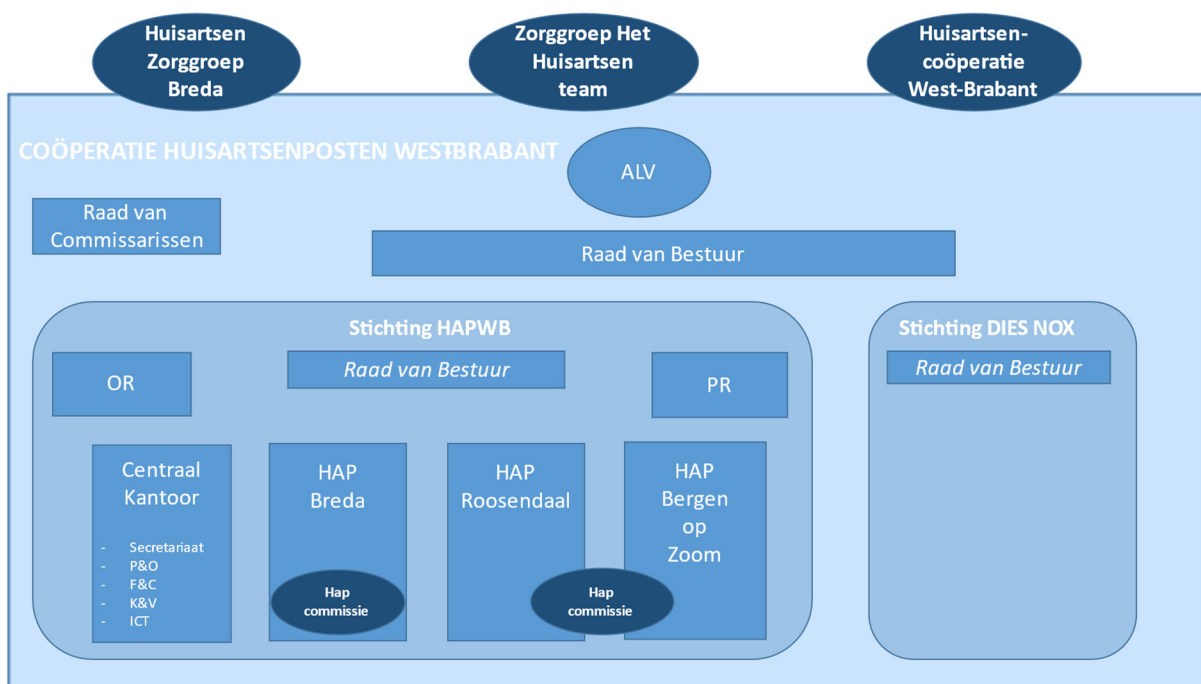 Huisartsen
Zorggroep
Breda
Zorggroep Het
Huisartsen
team
Huisartsen-
coöperatie
West-Brabant
COÖPERATIE HUISARTSENPOSTEN WEST-BRABANT
ALV
Raad van
Commissarissen
Raad van Bestuur
Stichting HAPWB
OR
Raad van Bestuur
PR
Centraal
Kantoor
- Secretariaat
- P&O
- F&C
- K&V
- ICT
HAP
Breda
Hap
commissie
HAP
Roosendaal
HAP
Bergen
op
Zoom
Hap
commissie
Stichting DIES NOX
Raad van Bestuur